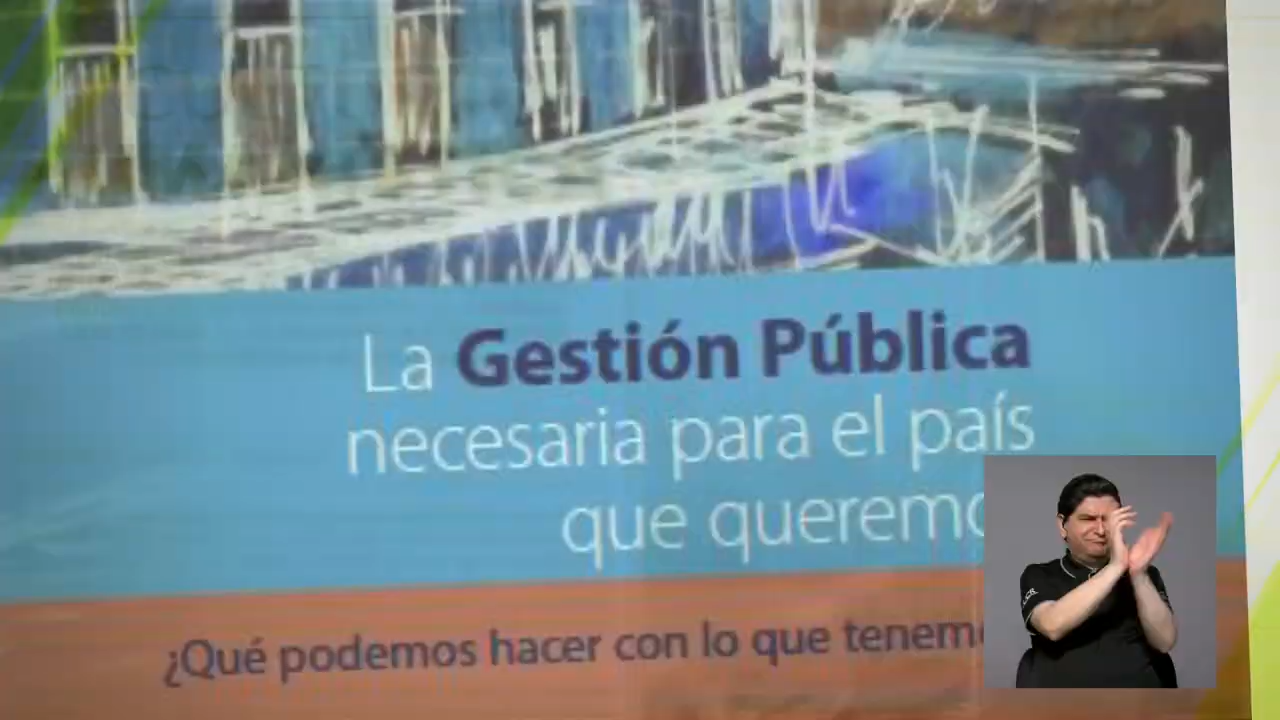 La Gestión Pública
necesaria para el país
que queremo
¿Qué podemos hacer con lo que tenem